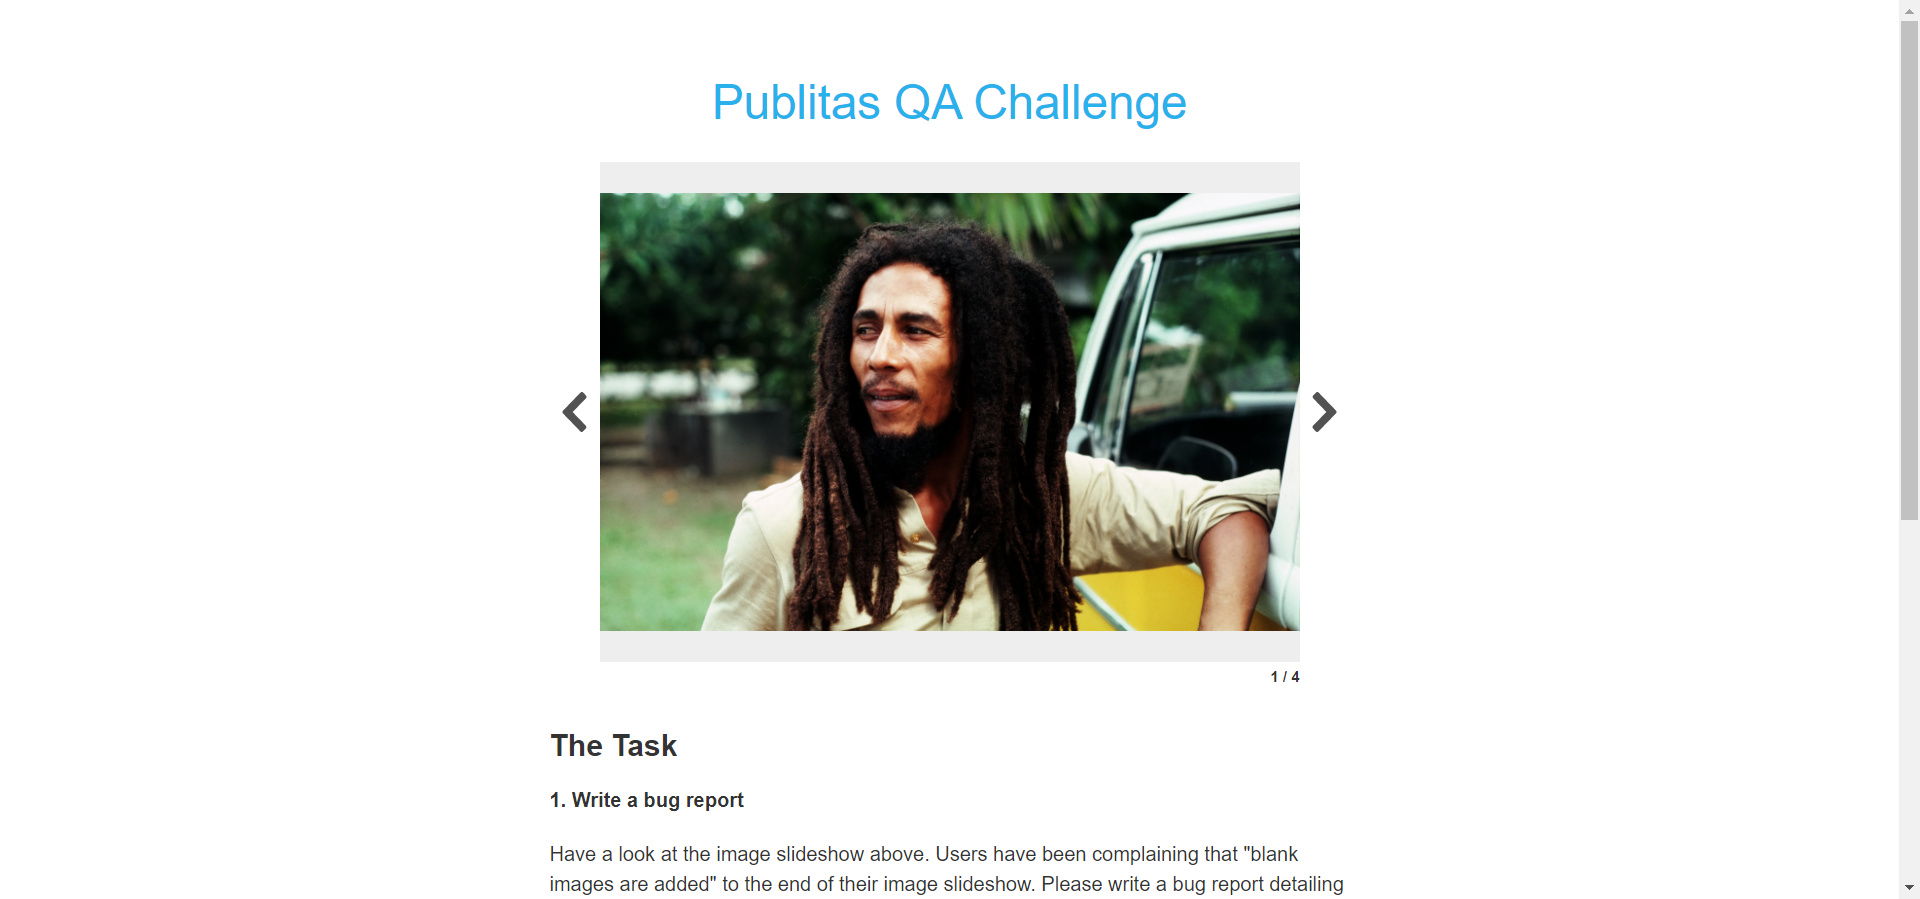 Publitas QA Challenge
1 / 4
The Task
1. Write a bug report
Have a look at the image slideshow above. Users have been complaining that "blank
images are added" to the end of their image slideshow. Please write a bug report detailing